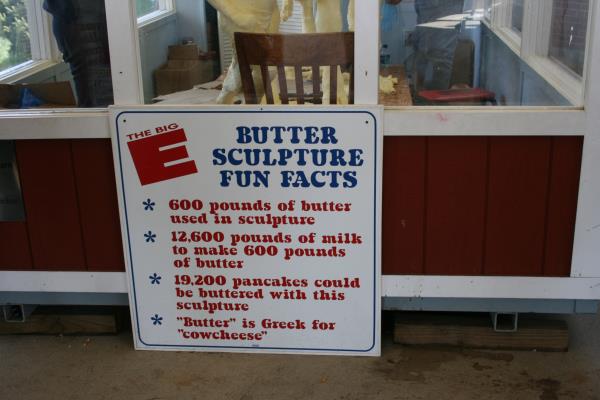 THE BIG
E
BUTTER
SCULPTURE
FUN FACTS
* 600 pounds of butter
used in sculpture
* 12,600 pounds of milk
to make 600 pounds
of butter
* 19,200 pancakes could
be buttered with this
sculpture
* "Butter" is Greek for
"cowcheese"